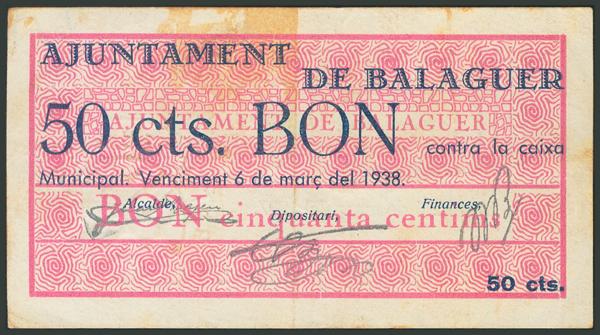 AJUNTAMENT
DE BALAGUER
50 cts. BON contra la caixa
AJUNTAMENT DE BALAGUER
Municipal. Venciment 6 de març del 1938.
Alcalde, Dipositari, Finances,
BON cinquanta centims
50 cts.